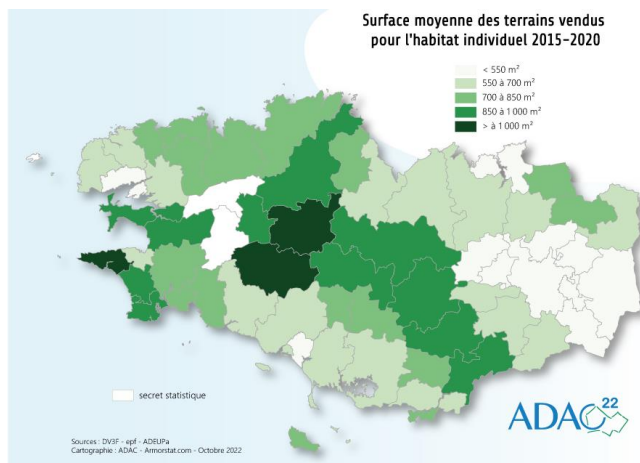 Surface moyenne des terrains vendus
pour l'habitat individuel 2015-2020
< 550 m²
550 à 700 m²
700 à 850 m²
850 à 1 000 m²
> à 1 000 m²
secret statistique
ADAC 22
Sources : DV3F - epf - ADEUPa
Cartographie : ADAC - Armorstat.com - Octobre 2022